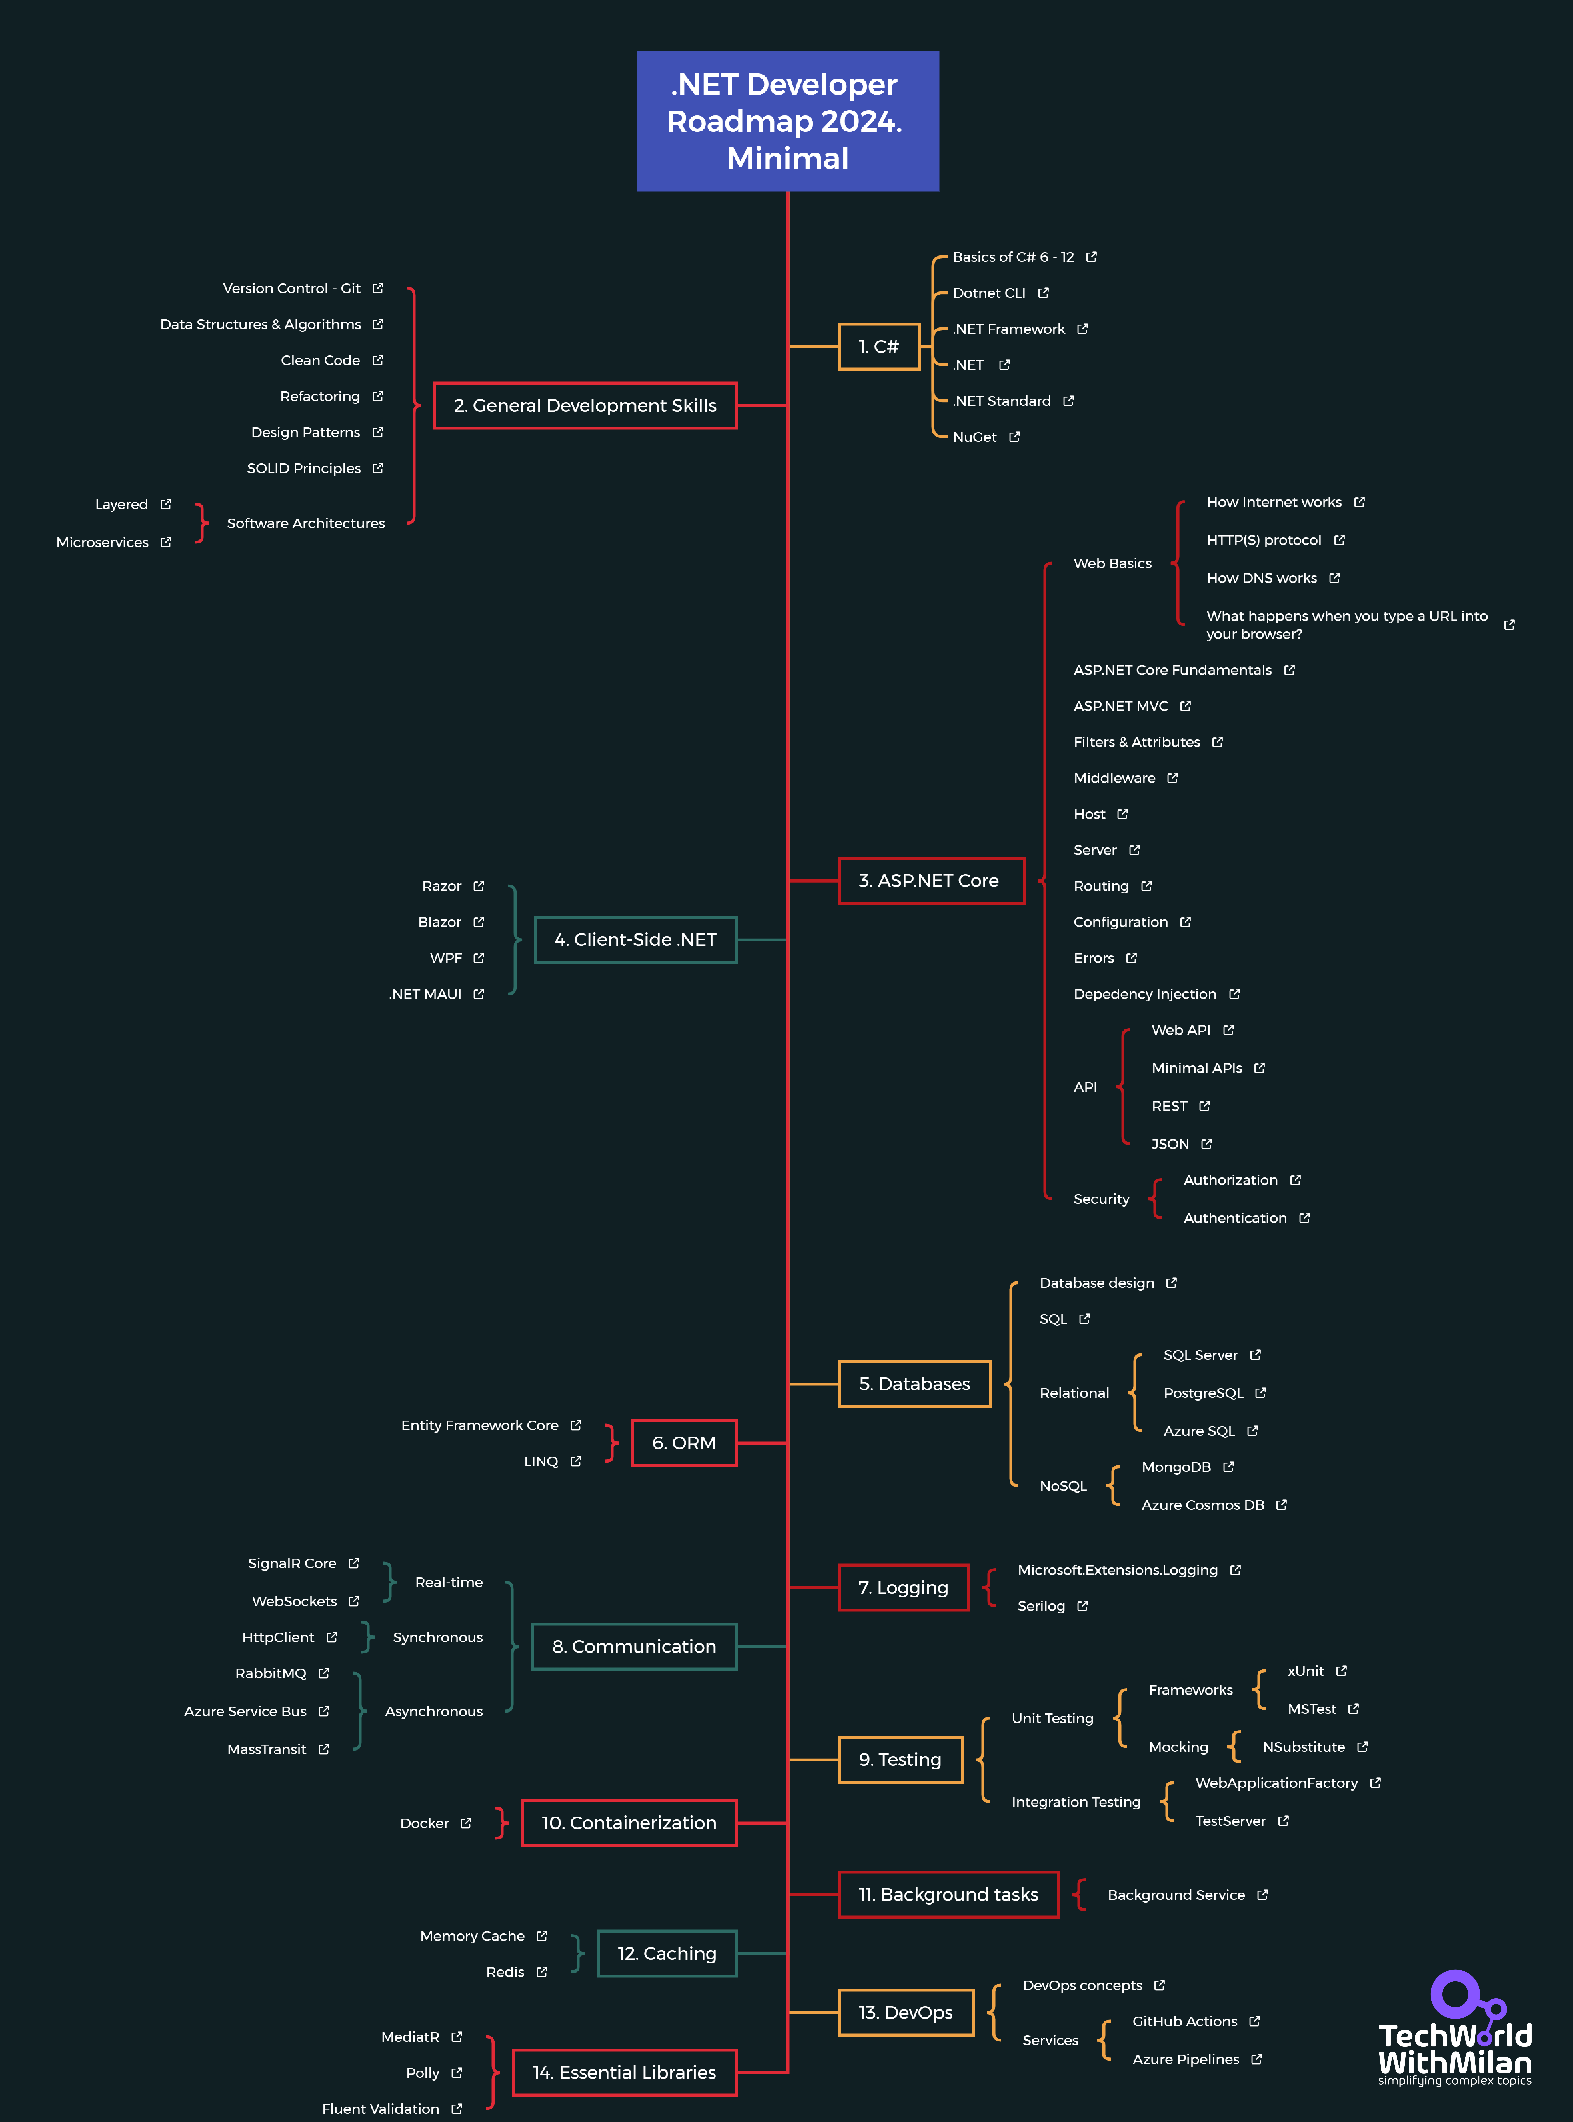 .NET Developer
Roadmap 2024.
Minimal
1. C#
Basics of C# 6 - 12
Dotnet CLI
.NET Framework
.NET
.NET Standard
NuGet
2. General Development Skills
Version Control - Git
Data Structures & Algorithms
Clean Code
Refactoring
Design Patterns
SOLID Principles
Software Architectures
Layered
Microservices
3. ASP.NET Core
Web Basics
How Internet works
HTTP(S) protocol
How DNS works
What happens when you type a URL into
your browser?
ASP.NET Core Fundamentals
ASP.NET MVC
Filters & Attributes
Middleware
Host
Server
Routing
Configuration
Errors
Depedency Injection
API
Web API
Minimal APIs
REST
JSON
Security
Authorization
Authentication
4. Client-Side .NET
Razor
Blazor
WPF
.NET MAUI
5. Databases
Database design
SQL
Relational
SQL Server
PostgreSQL
Azure SQL
NoSQL
MongoDB
Azure Cosmos DB
6. ORM
Entity Framework Core
LINQ
7. Logging
Microsoft.Extensions.Logging
Serilog
8. Communication
Real-time
SignalR Core
WebSockets
Synchronous
HttpClient
Asynchronous
RabbitMQ
Azure Service Bus
MassTransit
9. Testing
Unit Testing
Frameworks
xUnit
MSTest
Mocking
NSubstitute
Integration Testing
WebApplicationFactory
TestServer
10. Containerization
Docker
11. Background tasks
Background Service
12. Caching
Memory Cache
Redis
13. DevOps
DevOps concepts
Services
GitHub Actions
Azure Pipelines
14. Essential Libraries
MediatR
Polly
Fluent Validation
TechWorld
WithMilan
simplifying complex topics